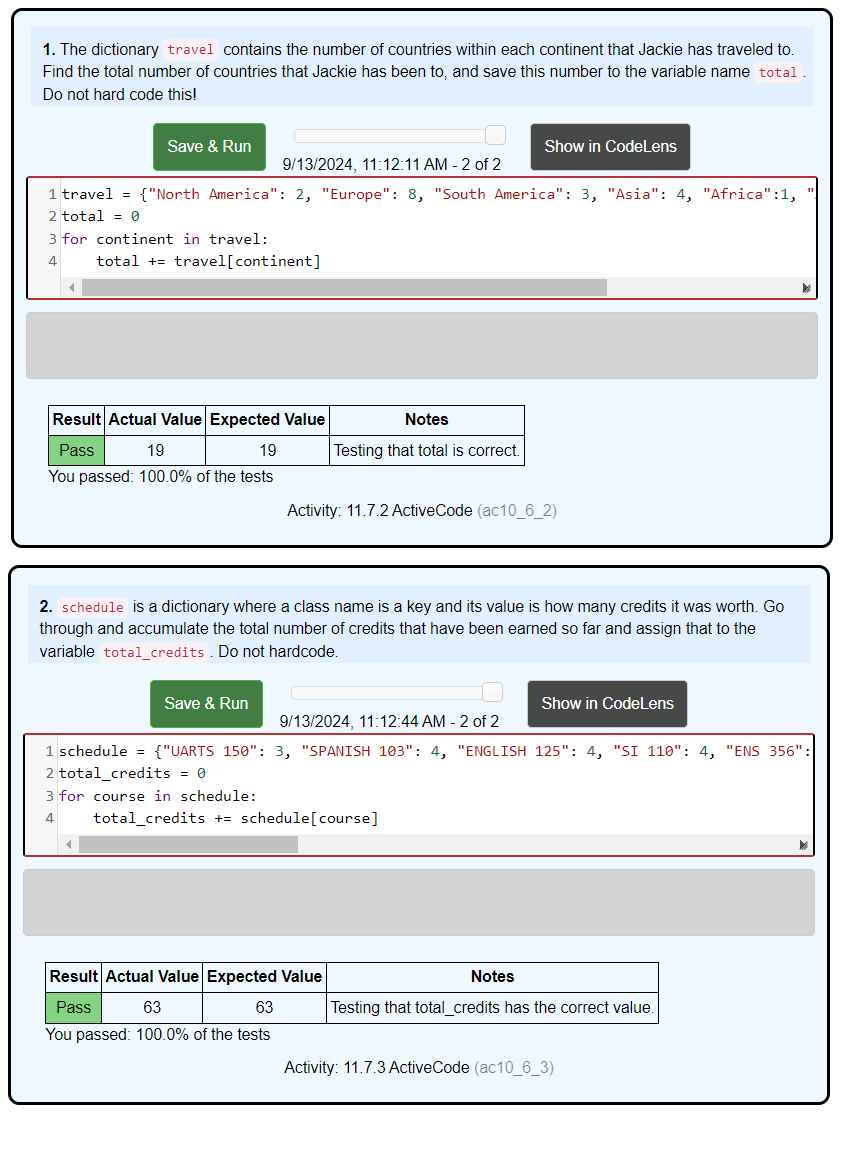 1. The dictionary travel contains the number of countries within each continent that Jackie has traveled to.
Find the total number of countries that Jackie has been to, and save this number to the variable name total .
Do not hard code this!
Save & Run
9/13/2024, 11:12:11 AM - 2 of 2
Show in CodeLens
1 travel = {"North America": 2, "Europe": 8, "South America": 3, "Asia": 4, "Africa":1, "
2 total = 0
3 for continent in travel:
4     total += travel[continent]
Result Actual Value Expected Value Notes
Pass 19 19 Testing that total is correct.
You passed: 100.0% of the tests
Activity: 11.7.2 ActiveCode (ac10_6_2)
2. schedule is a dictionary where a class name is a key and its value is how many credits it was worth. Go
through and accumulate the total number of credits that have been earned so far and assign that to the
variable total_credits . Do not hardcode.
Save & Run
9/13/2024, 11:12:44 AM - 2 of 2
Show in CodeLens
1 schedule = {"UARTS 150": 3, "SPANISH 103": 4, "ENGLISH 125": 4, "SI 110": 4, "ENS 356":
2 total_credits = 0
3 for course in schedule:
4     total_credits += schedule[course]
Result Actual Value Expected Value Notes
Pass 63 63 Testing that total_credits has the correct value.
You passed: 100.0% of the tests
Activity: 11.7.3 ActiveCode (ac10_6_3)